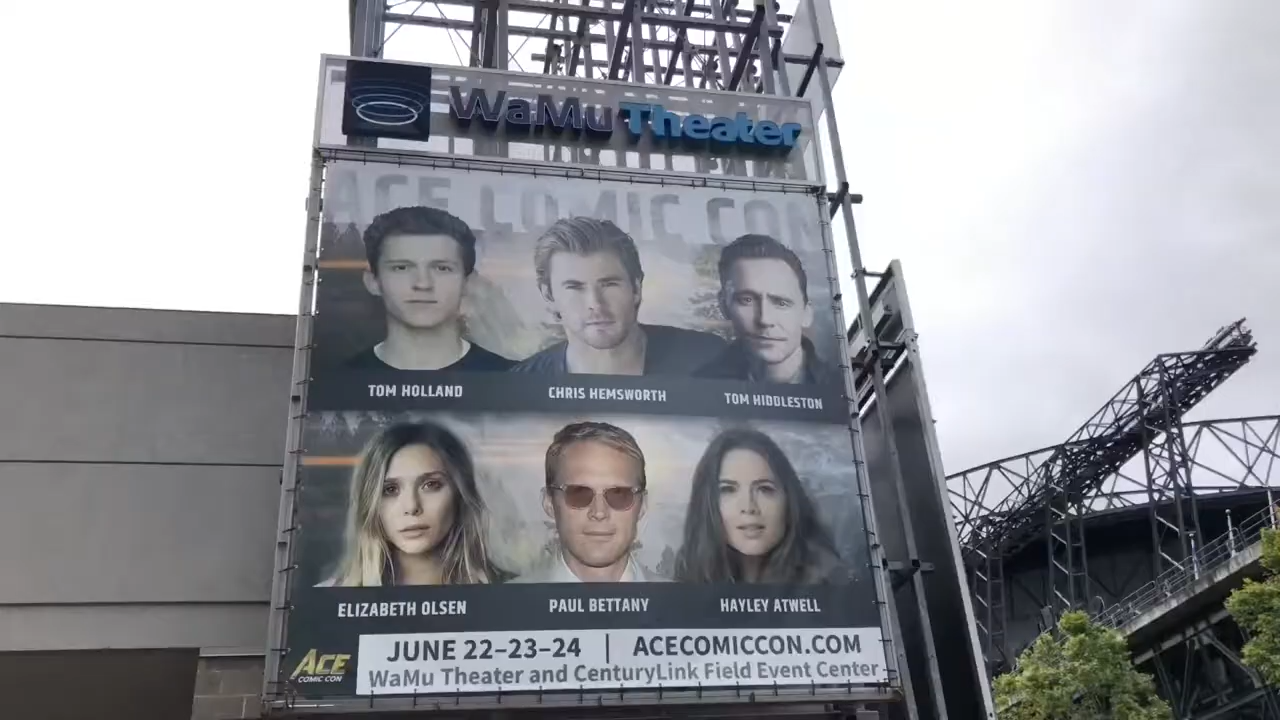 WaMu Theater
ACE COMIC CON
TOM HOLLAND
CHRIS HEMSWORTH
TOM HIDDLESTON
ELIZABETH OLSEN
PAUL BETTANY
HAYLEY ATWELL
ACE
COMIC CON
JUNE 22-23-24 | ACECOMICCON.COM
WaMu Theater and CenturyLink Field Event Center